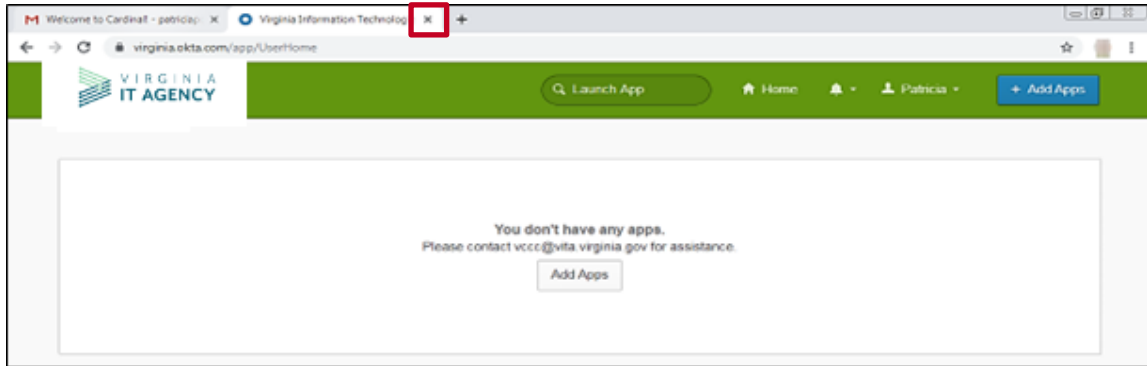 Welcome to Cardinal! - patriciap
Virginia Information Technolog
virginia.okta.com/app/UserHome
VIRGINIA
IT AGENCY
Launch App
Home
Patricia
+ Add Apps
You don't have any apps.
Please contact vccc@vita.virginia.gov for assistance.
Add Apps